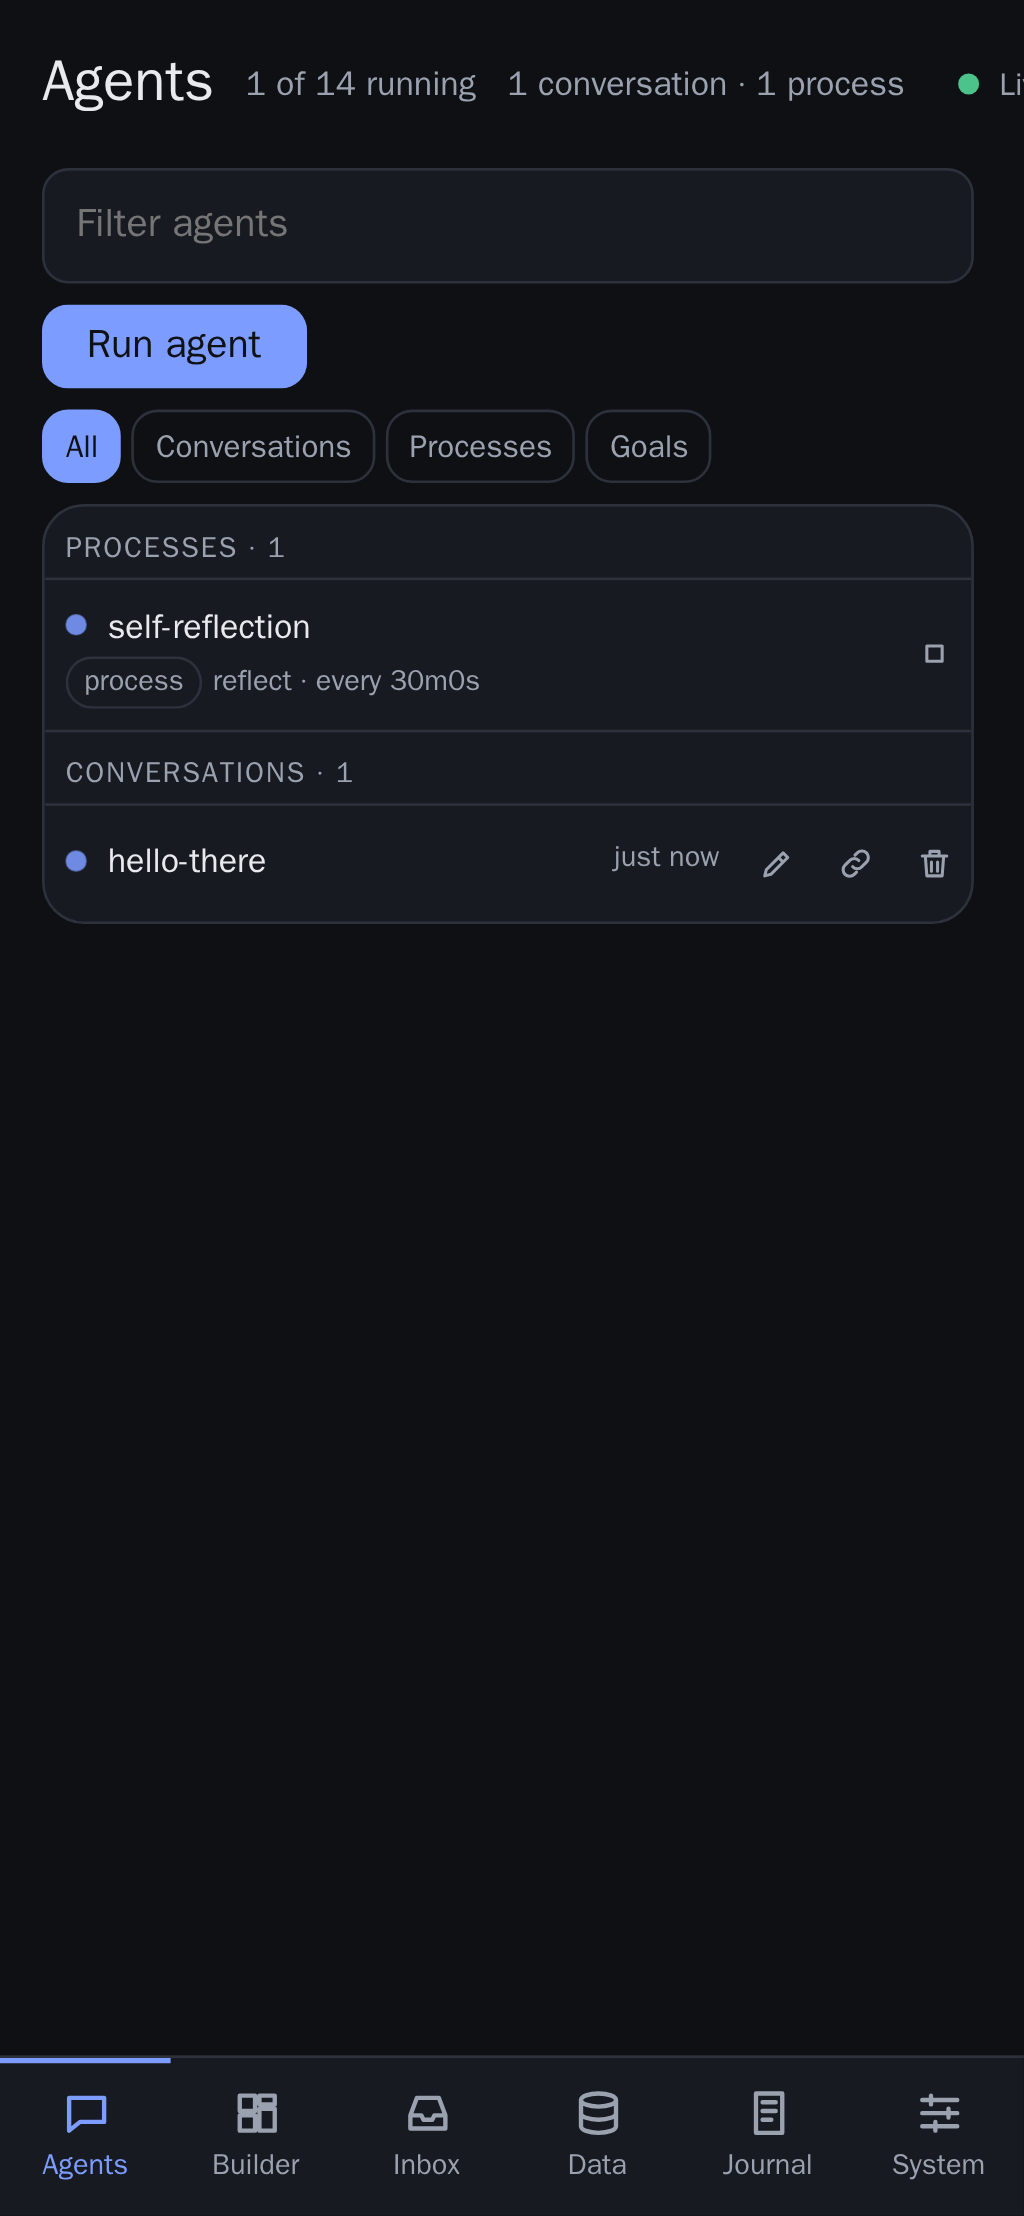 Agents 1 of 14 running 1 conversation · 1 process
Filter agents
Run agent
All Conversations Processes Goals
PROCESSES · 1
self-reflection
process reflect · every 30m0s
CONVERSATIONS · 1
hello-there just now
Agents Builder Inbox Data Journal System